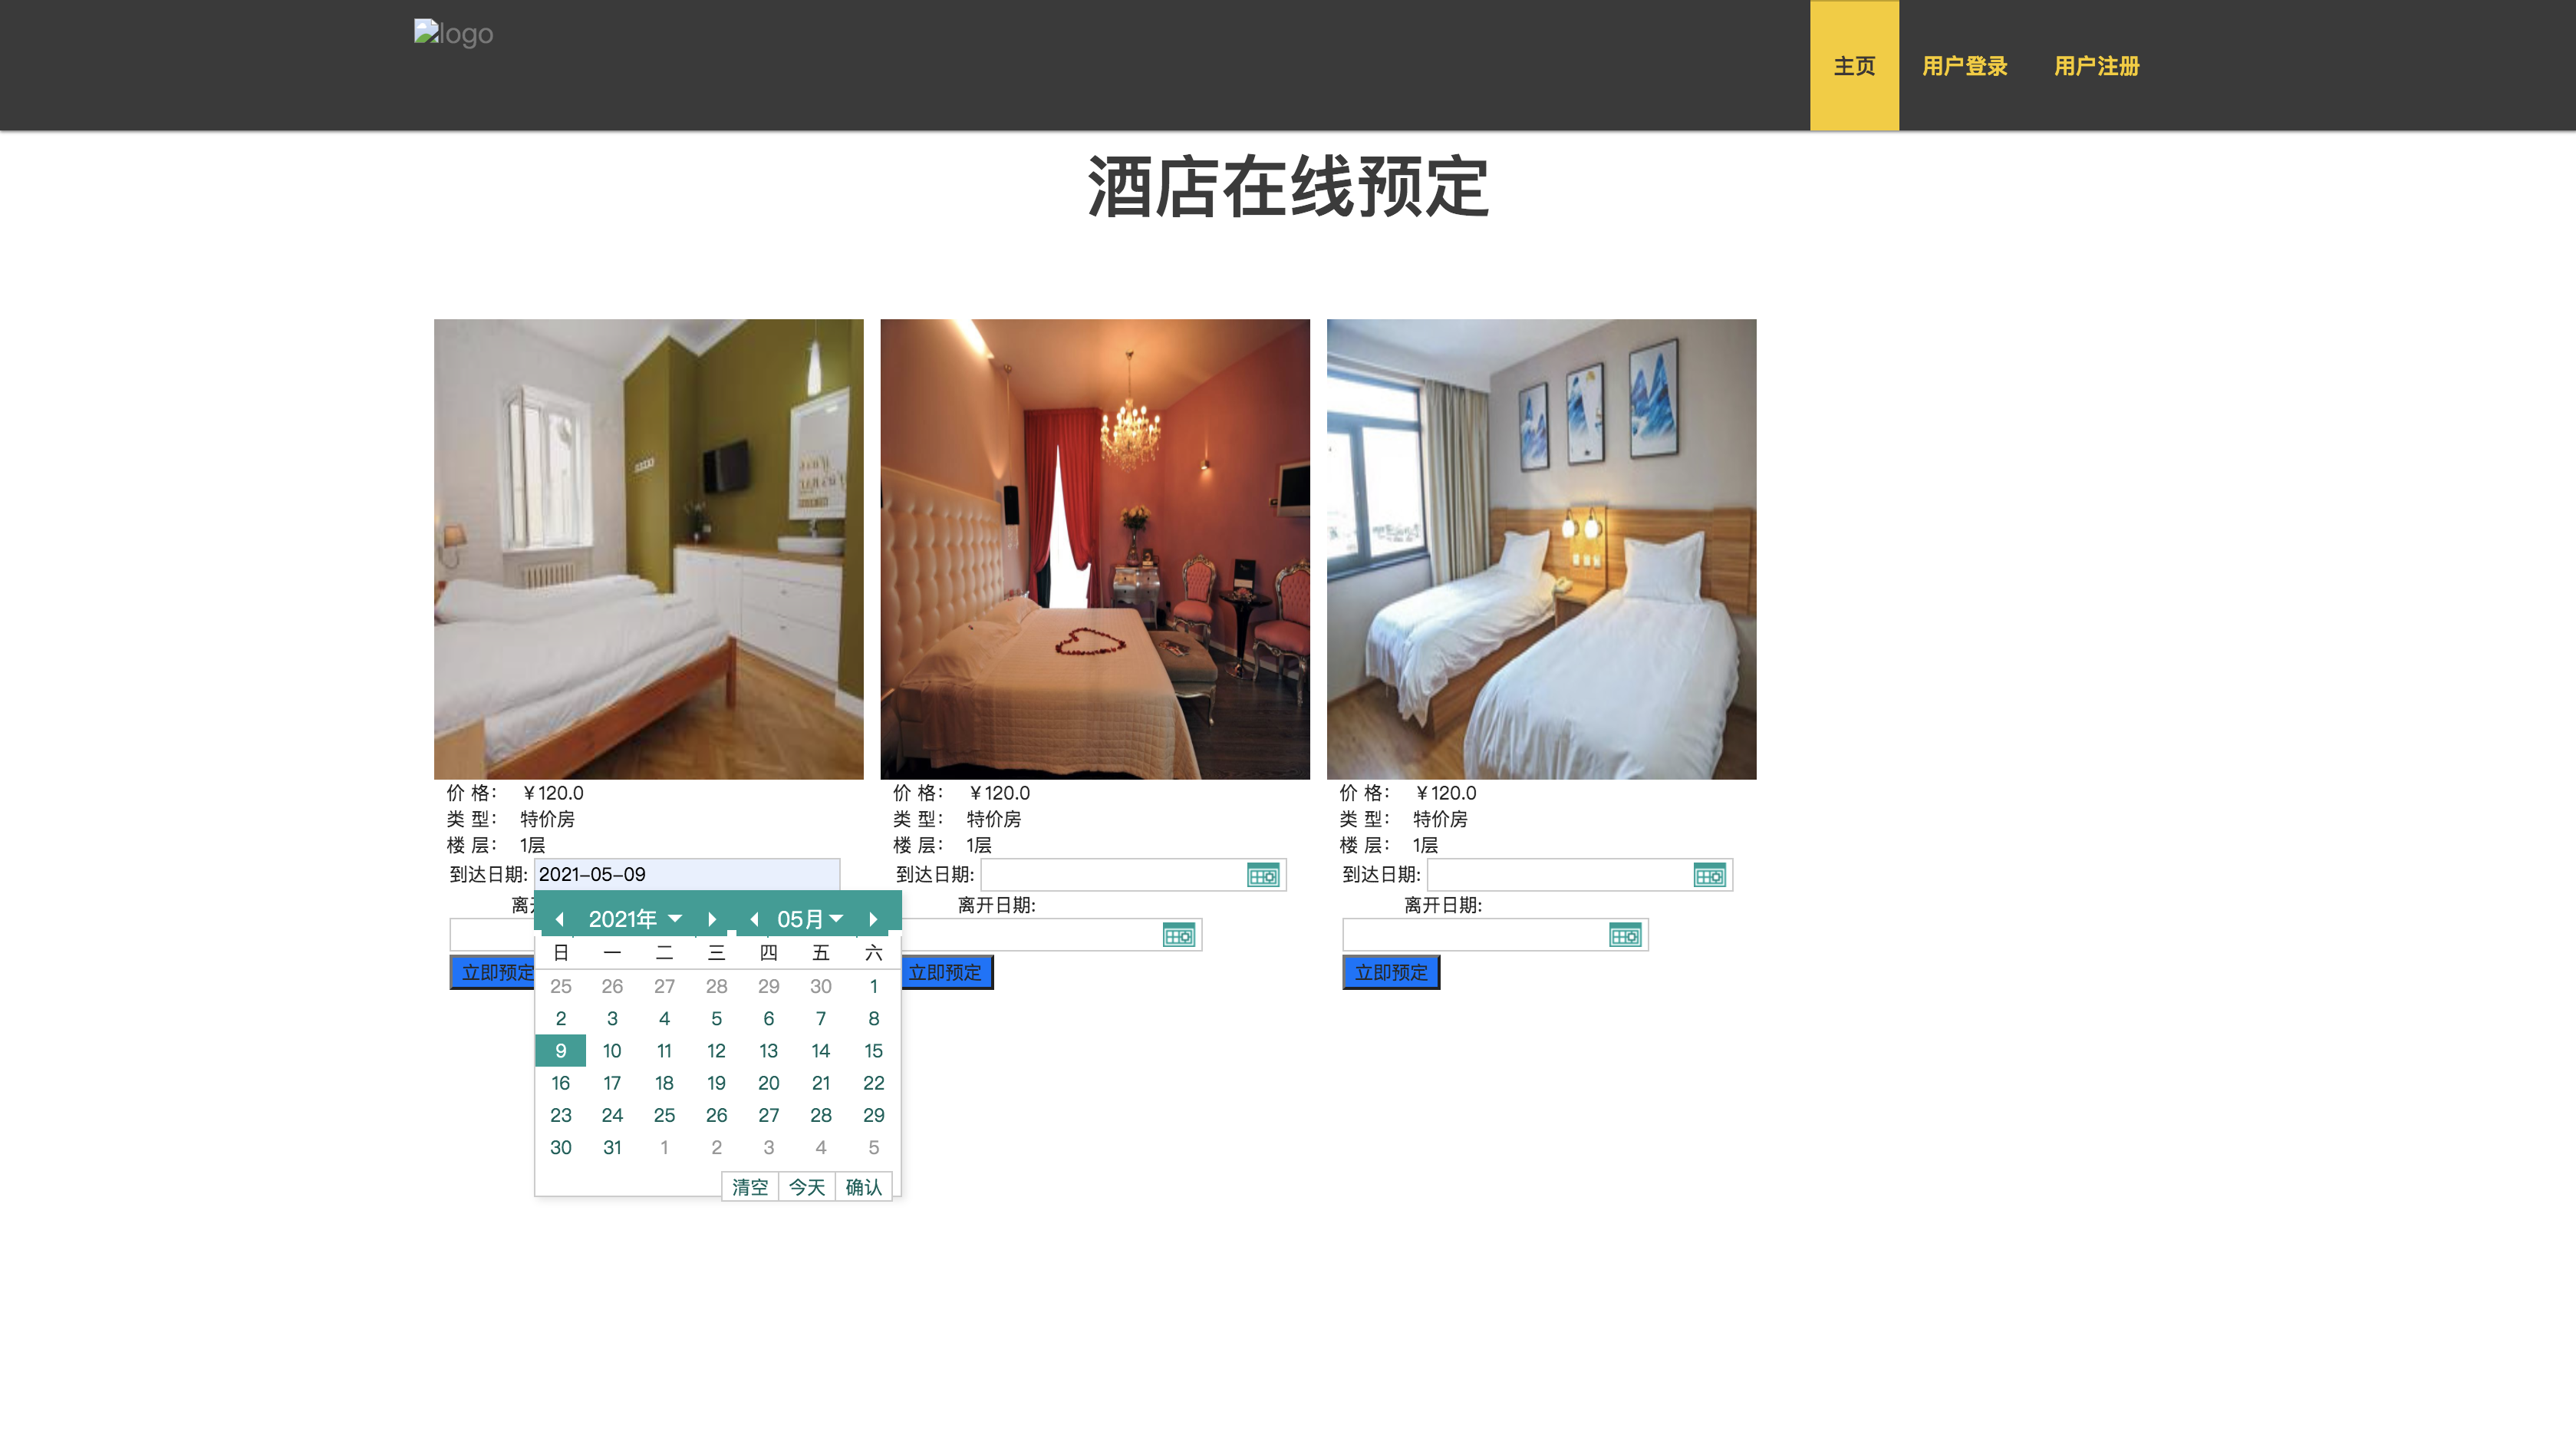 logo
主页 用户登录 用户注册
酒店在线预定
价 格： ￥120.0
类 型： 特价房
楼 层： 1层
到达日期: 2021-05-09
离
2021年 05月
日 一 二 三 四 五 六
25 26 27 28 29 30 1
2 3 4 5 6 7 8
9 10 11 12 13 14 15
16 17 18 19 20 21 22
23 24 25 26 27 28 29
30 31 1 2 3 4 5
清空 今天 确认
立即预定
价 格： ￥120.0
类 型： 特价房
楼 层： 1层
到达日期:
离开日期:
立即预定
价 格： ￥120.0
类 型： 特价房
楼 层： 1层
到达日期:
离开日期:
立即预定